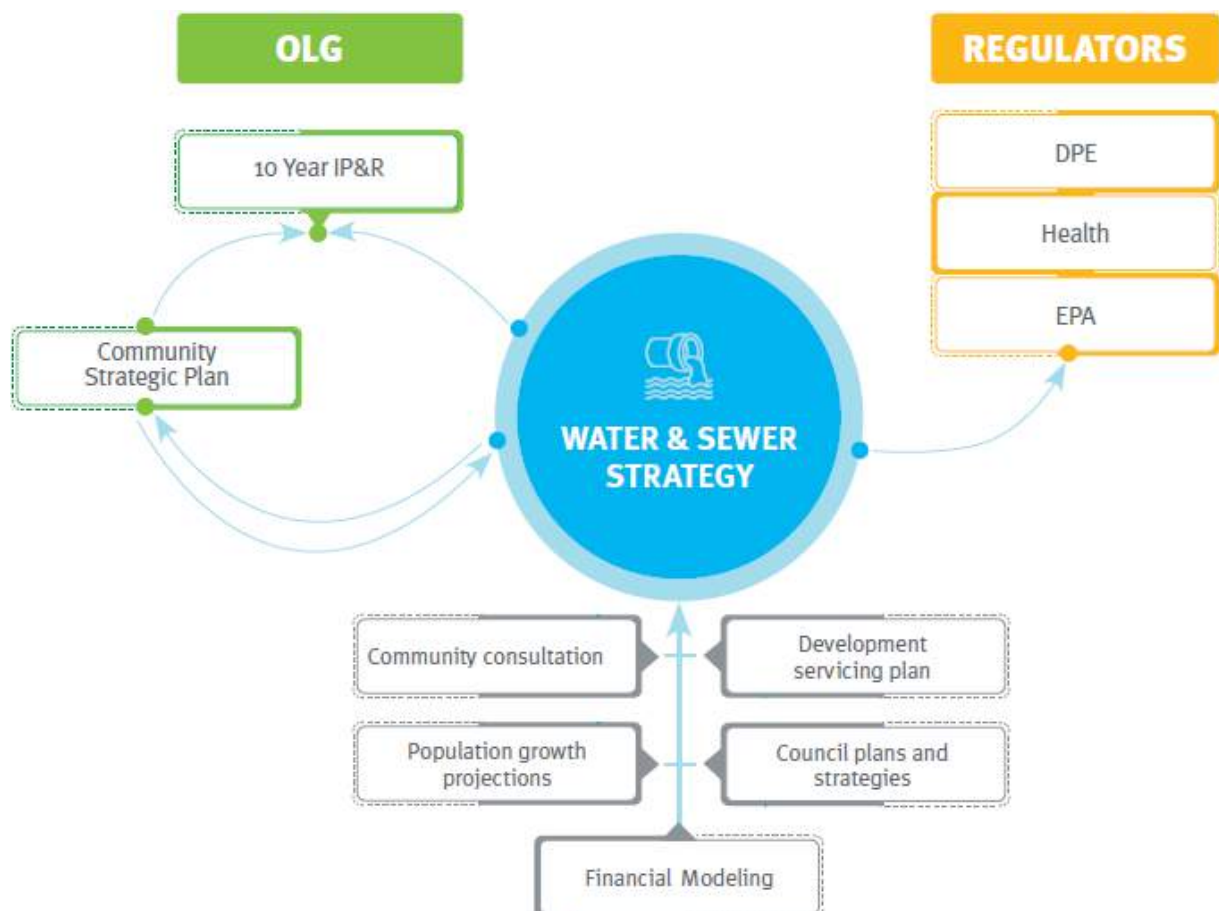 OLG
REGULATORS
10 Year IP&R
DPE
Health
EPA
Community
Strategic Plan
WATER & SEWER
STRATEGY
Community consultation
Development
servicing plan
Population growth
projections
Council plans and
strategies
Financial Modeling